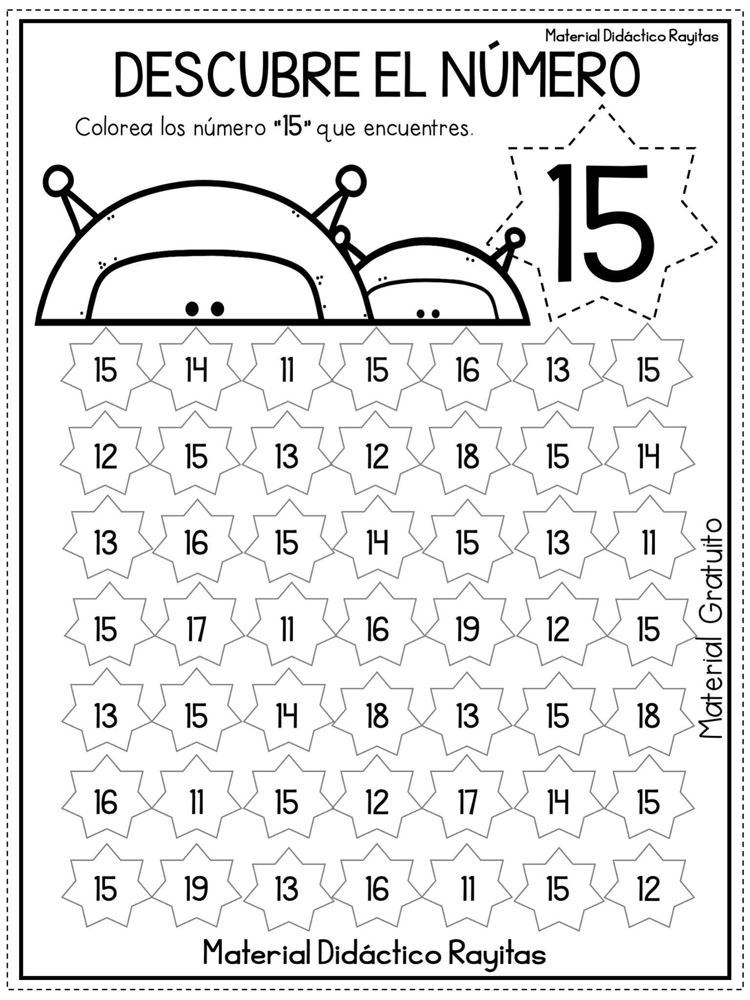 Material Didáctico Rayitas
DESCUBRE EL NÚMERO
Colorea los número "15" que encuentres.
15
15 14 11 15 16 13 15
12 15 13 12 18 15 14
13 16 15 14 15 13 11
15 17 11 16 19 12 15
13 15 14 18 13 15 18
16 11 15 12 17 14 15
15 19 13 16 11 15 12
Material Gratuito
Material Didáctico Rayitas